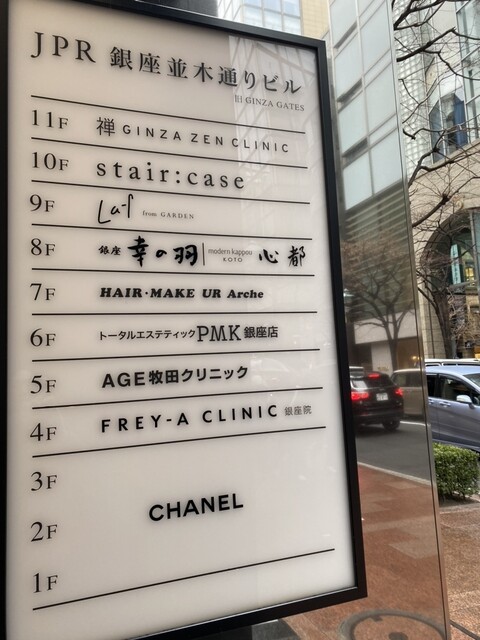 JPR 銀座並木通りビル
旧 GINZA GATES
11F 禅 GINZA ZEN CLINIC
10F stair:case
9F La-f from GARDEN
8F 銀座 幸の羽 modern kappou KOTO 心都
7F HAIR・MAKE UR Arche
6F トータルエステティック PMK 銀座店
5F AGE牧田クリニック
4F FREY-A CLINIC 銀座院
3F
CHANEL
2F
1F